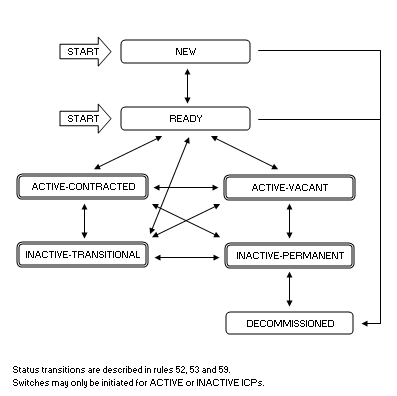 START
NEW
START
READY
ACTIVE-CONTRACTED
ACTIVE-VACANT
INACTIVE-TRANSITIONAL
INACTIVE-PERMANENT
DECOMMISSIONED
Status transitions are described in rules 52, 53 and 59.
Switches may only be initiated for ACTIVE or INACTIVE ICPs.